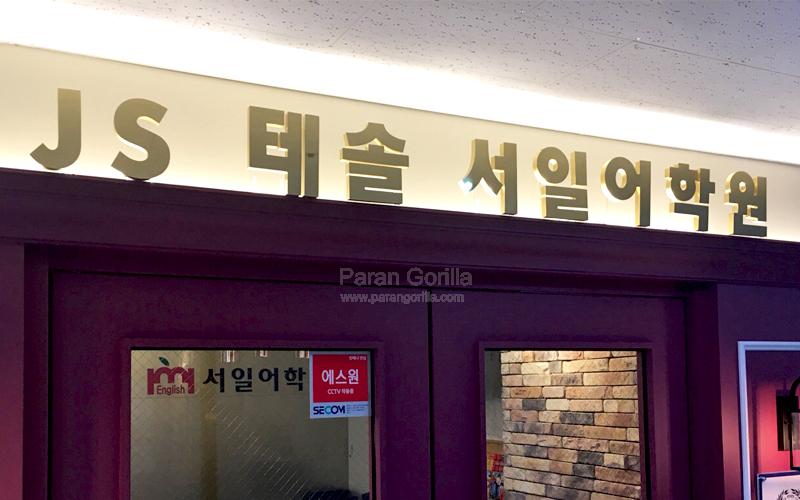 JS 테솔 서일어학원
Paran Gorilla
www.parangorilla.com
English 서일어학
에스원
CCTV 작동중
SECOM